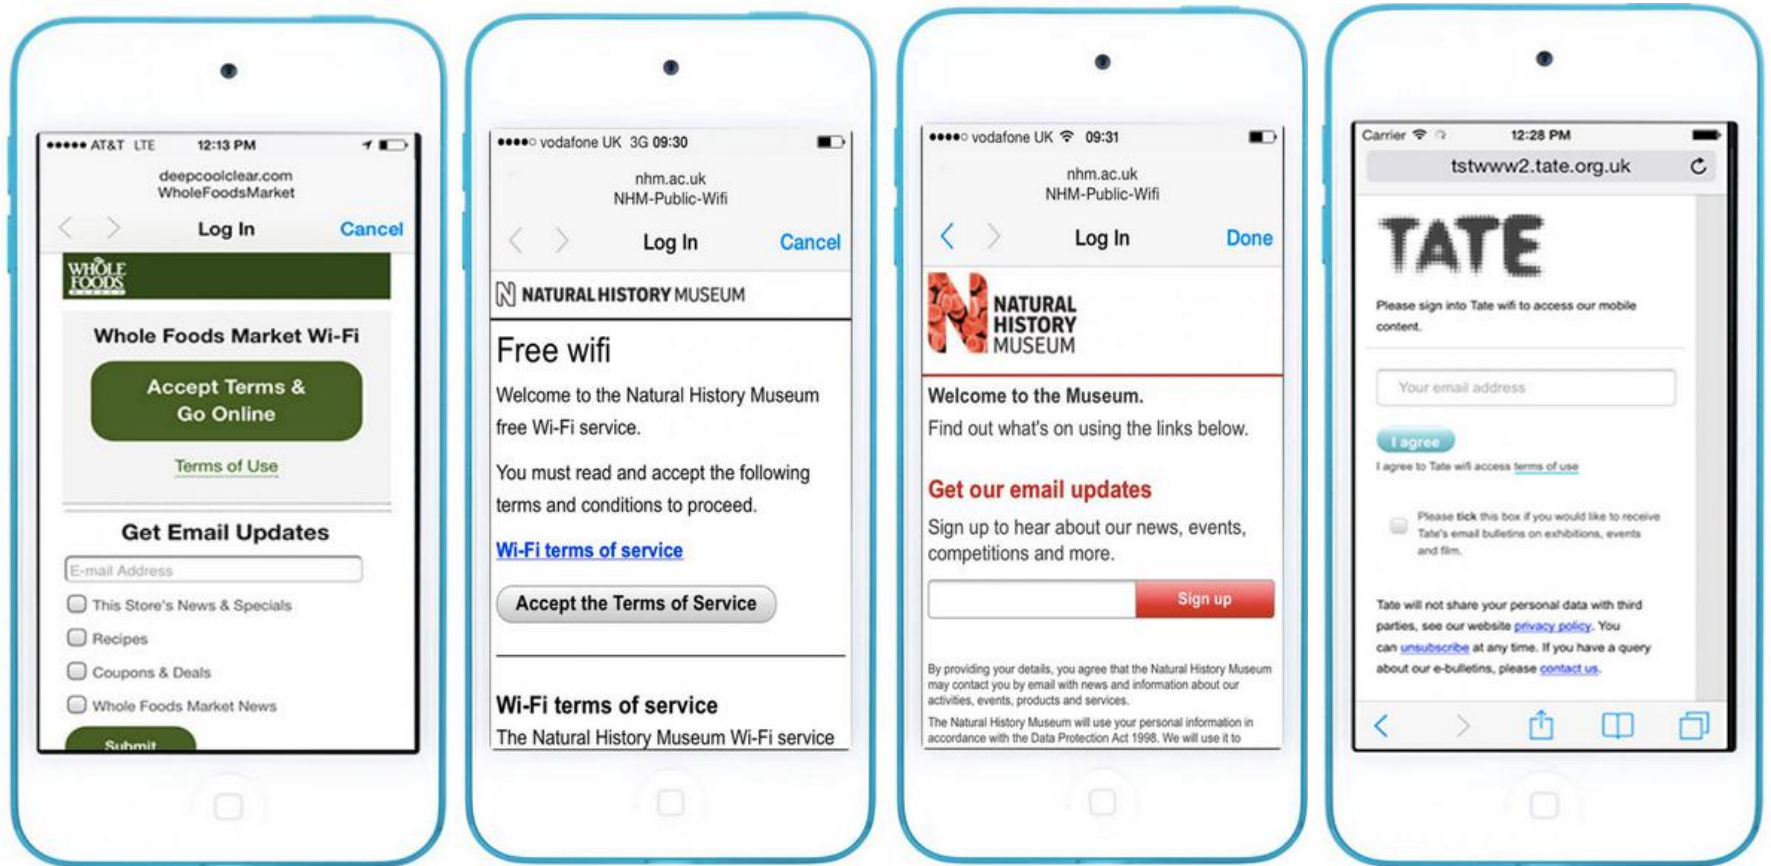 AT&T LTE 12:13 PM
deepcoolclear.com
WholeFoodsMarket
Log In Cancel
WHOLE
FOODS
MARKET
Whole Foods Market Wi-Fi
Accept Terms &
Go Online
Terms of Use
Get Email Updates
E-mail Address
This Store's News & Specials
Recipes
Coupons & Deals
Whole Foods Market News
Submit
vodafone UK 3G 09:30
nhm.ac.uk
NHM-Public-Wifi
Log In Cancel
N NATURAL HISTORY MUSEUM
Free wifi
Welcome to the Natural History Museum
free Wi-Fi service.
You must read and accept the following
terms and conditions to proceed.
Wi-Fi terms of service
Accept the Terms of Service
Wi-Fi terms of service
The Natural History Museum Wi-Fi service
vodafone UK 09:31
nhm.ac.uk
NHM-Public-Wifi
Log In Done
N NATURAL
HISTORY
MUSEUM
Welcome to the Museum.
Find out what's on using the links below.
Get our email updates
Sign up to hear about our news, events,
competitions and more.
Sign up
By providing your details, you agree that the Natural History Museum
may contact you by email with news and information about our
activities, events, products and services.
The Natural History Museum will use your personal information in
accordance with the Data Protection Act 1998. We will use it to
Carrier 12:28 PM
tstwww2.tate.org.uk
TATE
Please sign into Tate wifi to access our mobile
content.
Your email address
I agree
I agree to Tate wifi access terms of use
Please tick this box if you would like to receive
Tate's email bulletins on exhibitions, events
and film.
Tate will not share your personal data with third
parties, see our website privacy policy. You
can unsubscribe at any time. If you have a query
about our e-bulletins, please contact us.